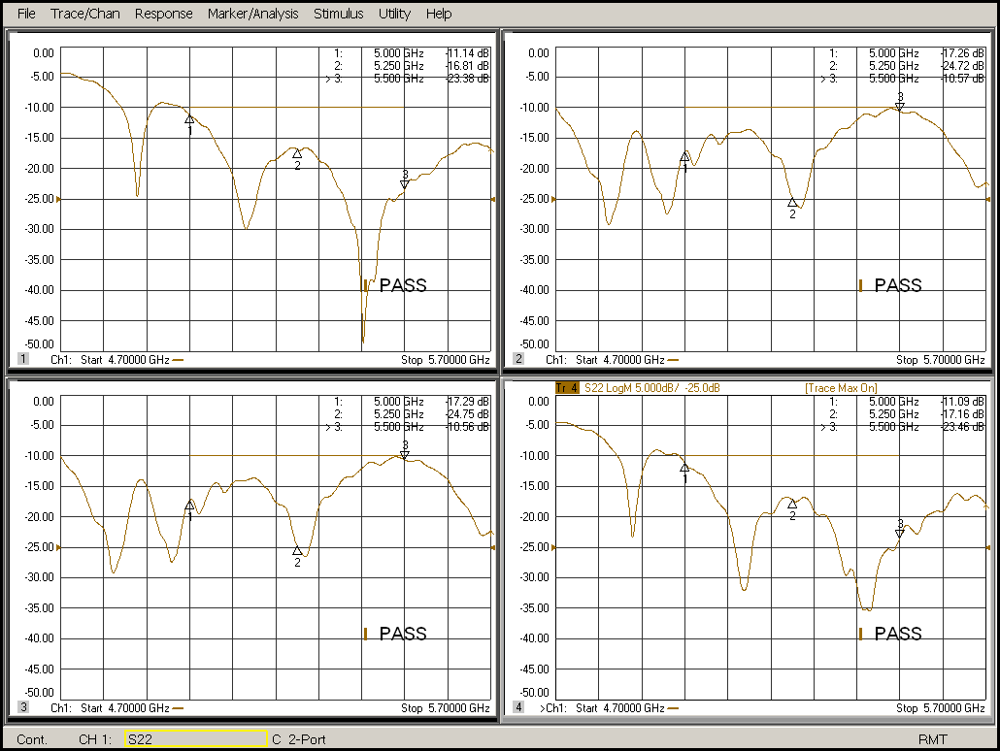 File Trace/Chan Response Marker/Analysis Stimulus Utility Help
0.00 1: 5.000 GHz -11.14 dB
2: 5.250 GHz -16.81 dB
-5.00 > 3: 5.500 GHz -23.38 dB
-10.00
1
-15.00
2
-20.00
3
-25.00
-30.00
-35.00
-40.00 PASS
-45.00
-50.00
1 Ch1: Start 4.70000 GHz Stop 5.70000 GHz
0.00 1: 5.000 GHz -17.26 dB
2: 5.250 GHz -24.72 dB
-5.00 > 3: 5.500 GHz -10.57 dB
3
-10.00
-15.00
1
-20.00
-25.00
2
-30.00
-35.00
-40.00 PASS
-45.00
-50.00
2 Ch1: Start 4.70000 GHz Stop 5.70000 GHz
0.00 1: 5.000 GHz -17.29 dB
2: 5.250 GHz -24.75 dB
-5.00 > 3: 5.500 GHz -10.56 dB
3
-10.00
-15.00
1
-20.00
-25.00
2
-30.00
-35.00
-40.00 PASS
-45.00
-50.00
3 Ch1: Start 4.70000 GHz Stop 5.70000 GHz
Tr 4 S22 LogM 5.000dB/ -25.0dB [Trace Max On]
0.00 1: 5.000 GHz -11.09 dB
2: 5.250 GHz -17.16 dB
-5.00 > 3: 5.500 GHz -23.46 dB
-10.00
1
-15.00
2
-20.00
3
-25.00
-30.00
-35.00
-40.00 PASS
-45.00
-50.00
4 >Ch1: Start 4.70000 GHz Stop 5.70000 GHz
Cont. CH 1: S22 C 2-Port RMT